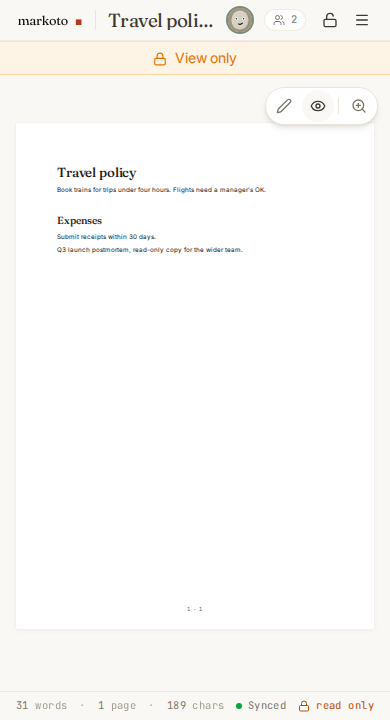 markoto
Travel poli...
2
View only
Travel policy
Book trains for trips under four hours. Flights need a manager's OK.
Expenses
Submit receipts within 30 days.
Q3 launch postmortem, read-only copy for the wider team.
1 · 1
31 words · 1 page · 189 chars
Synced
read only